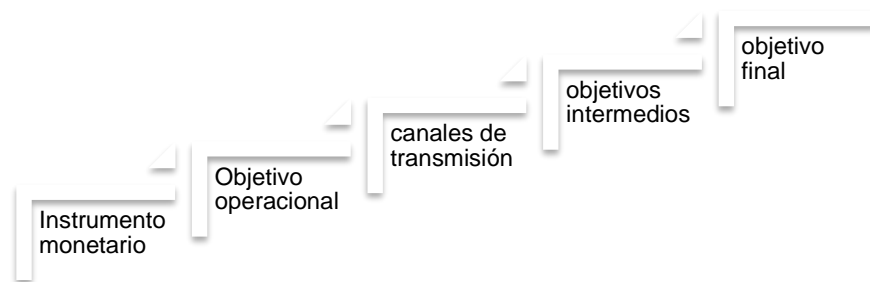 Instrumento
monetario
Objetivo
operacional
canales de
transmisión
objetivos
intermedios
objetivo
final